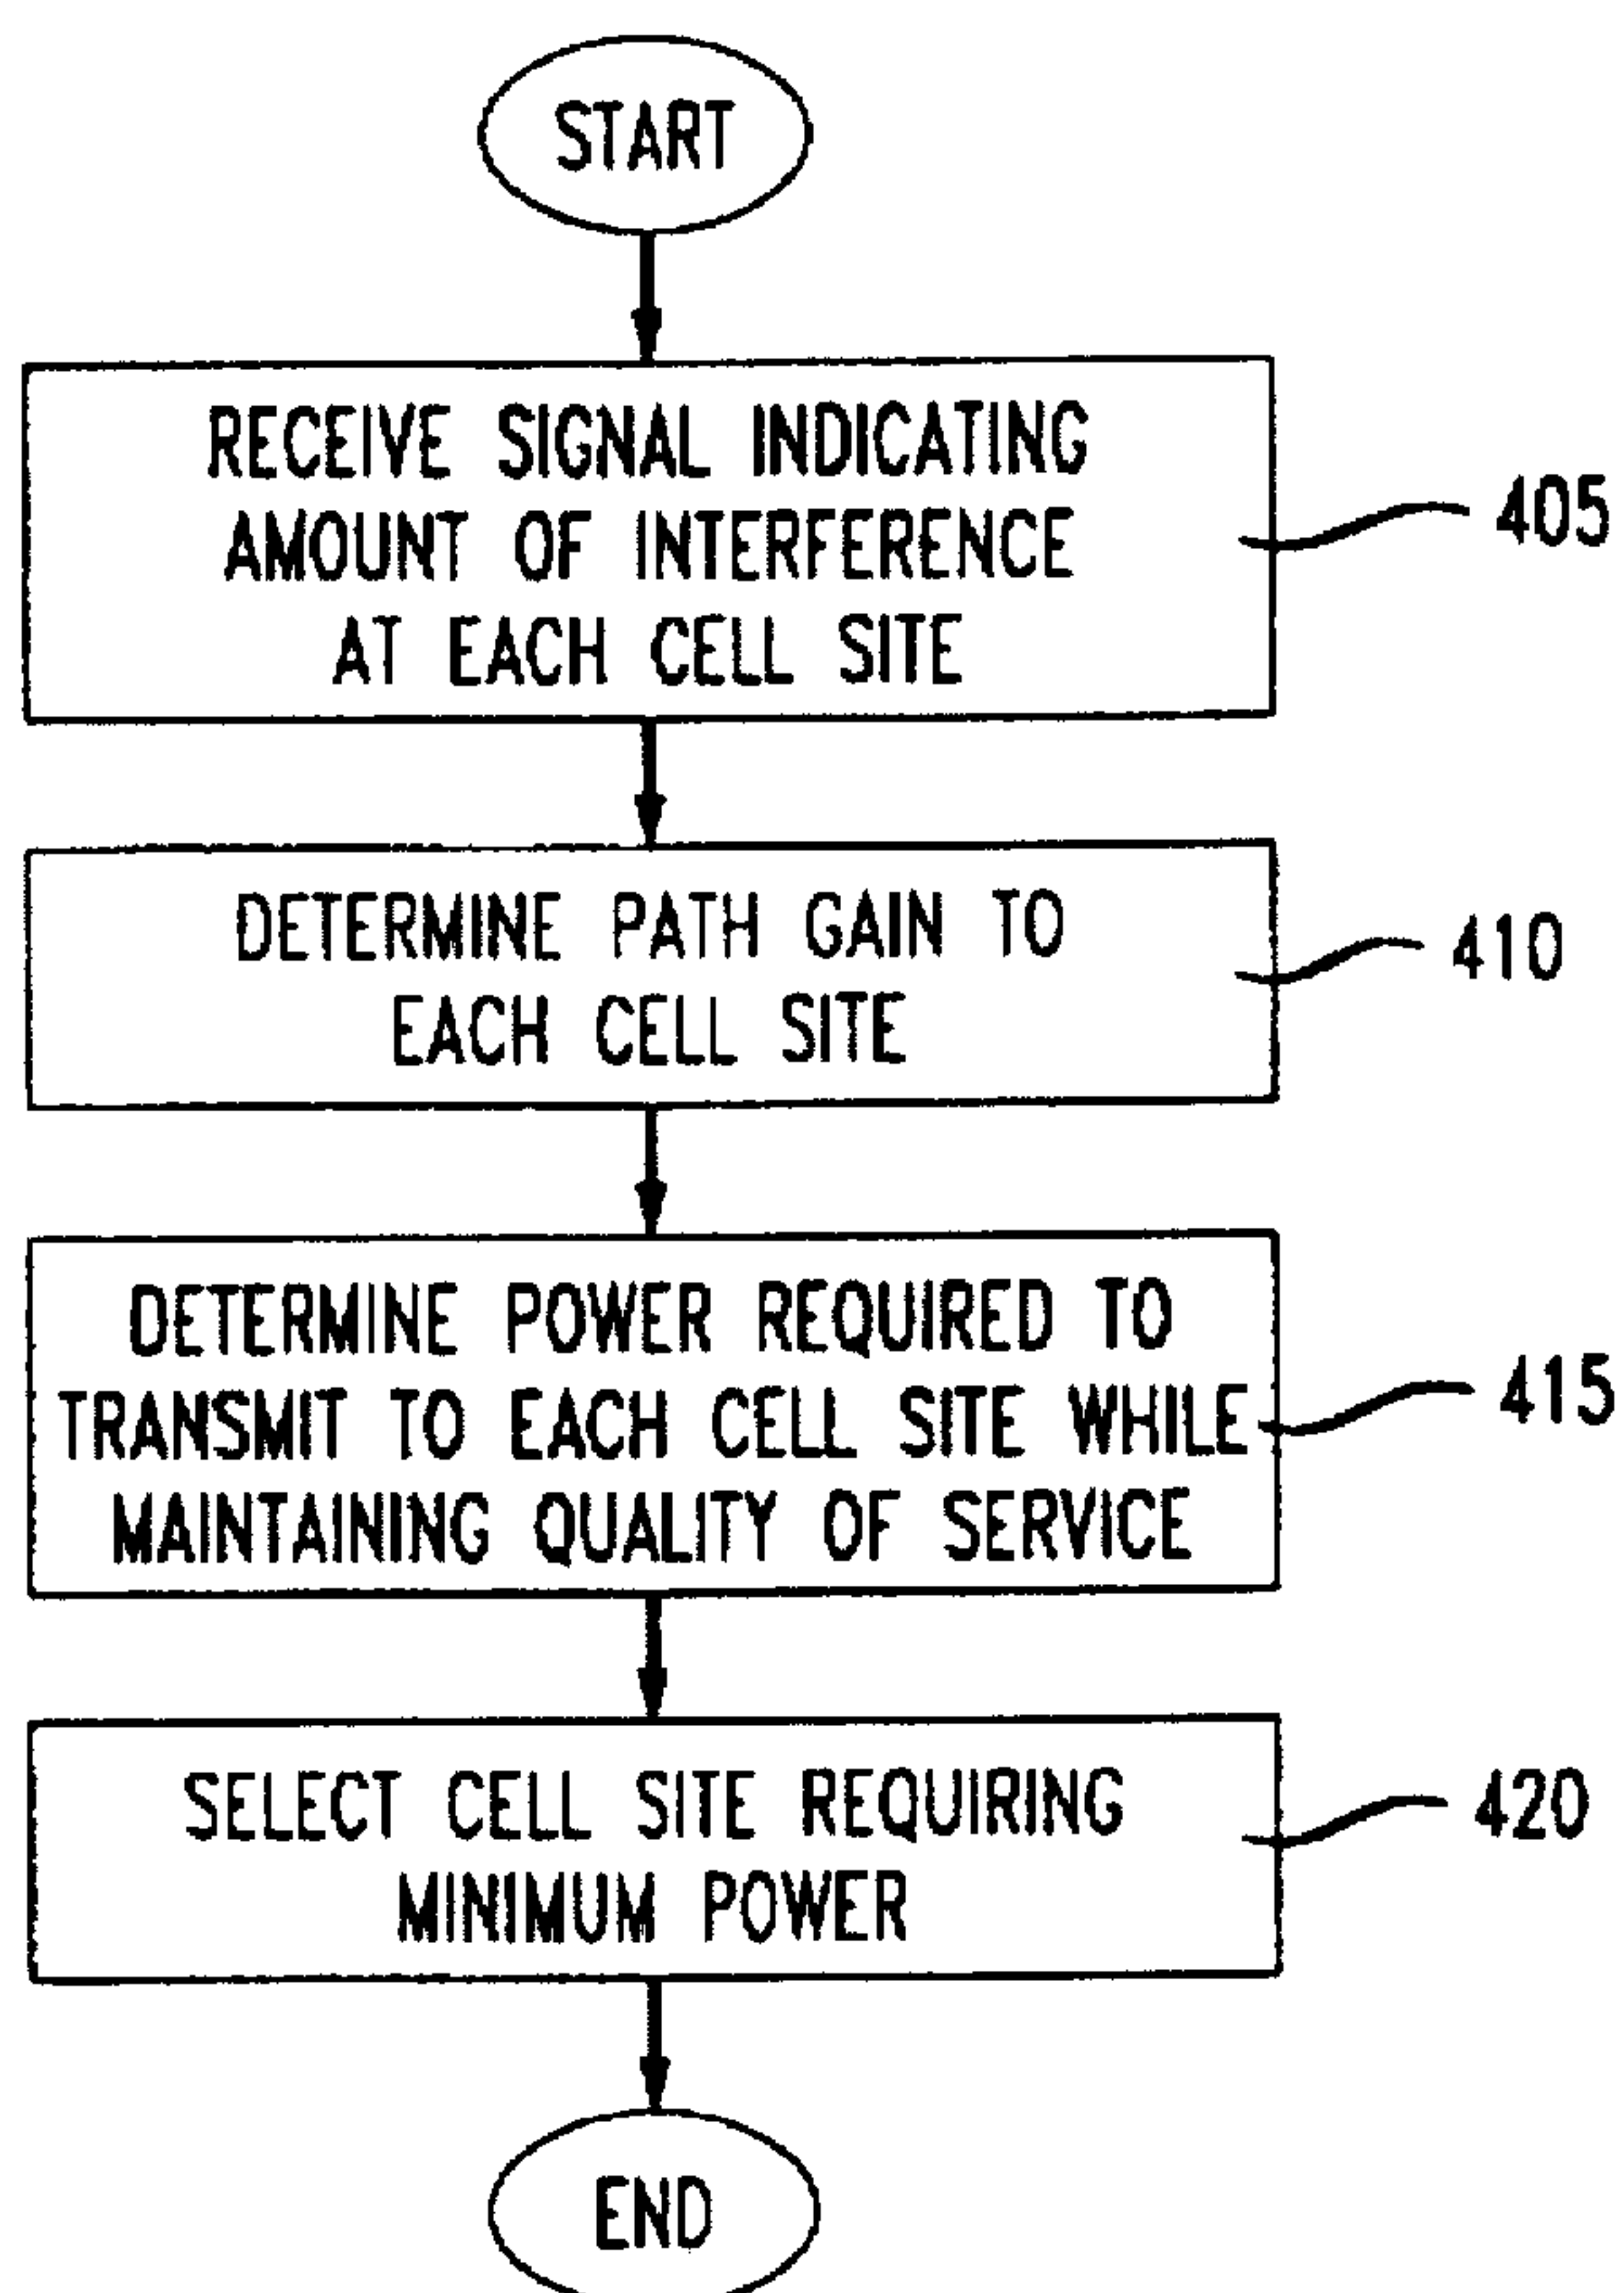 START
RECEIVE SIGNAL INDICATING
AMOUNT OF INTERFERENCE
AT EACH CELL SITE
405
DETERMINE PATH GAIN TO
EACH CELL SITE
410
DETERMINE POWER REQUIRED TO
TRANSMIT TO EACH CELL SITE WHILE
MAINTAINING QUALITY OF SERVICE
415
SELECT CELL SITE REQUIRING
MINIMUM POWER
420
END